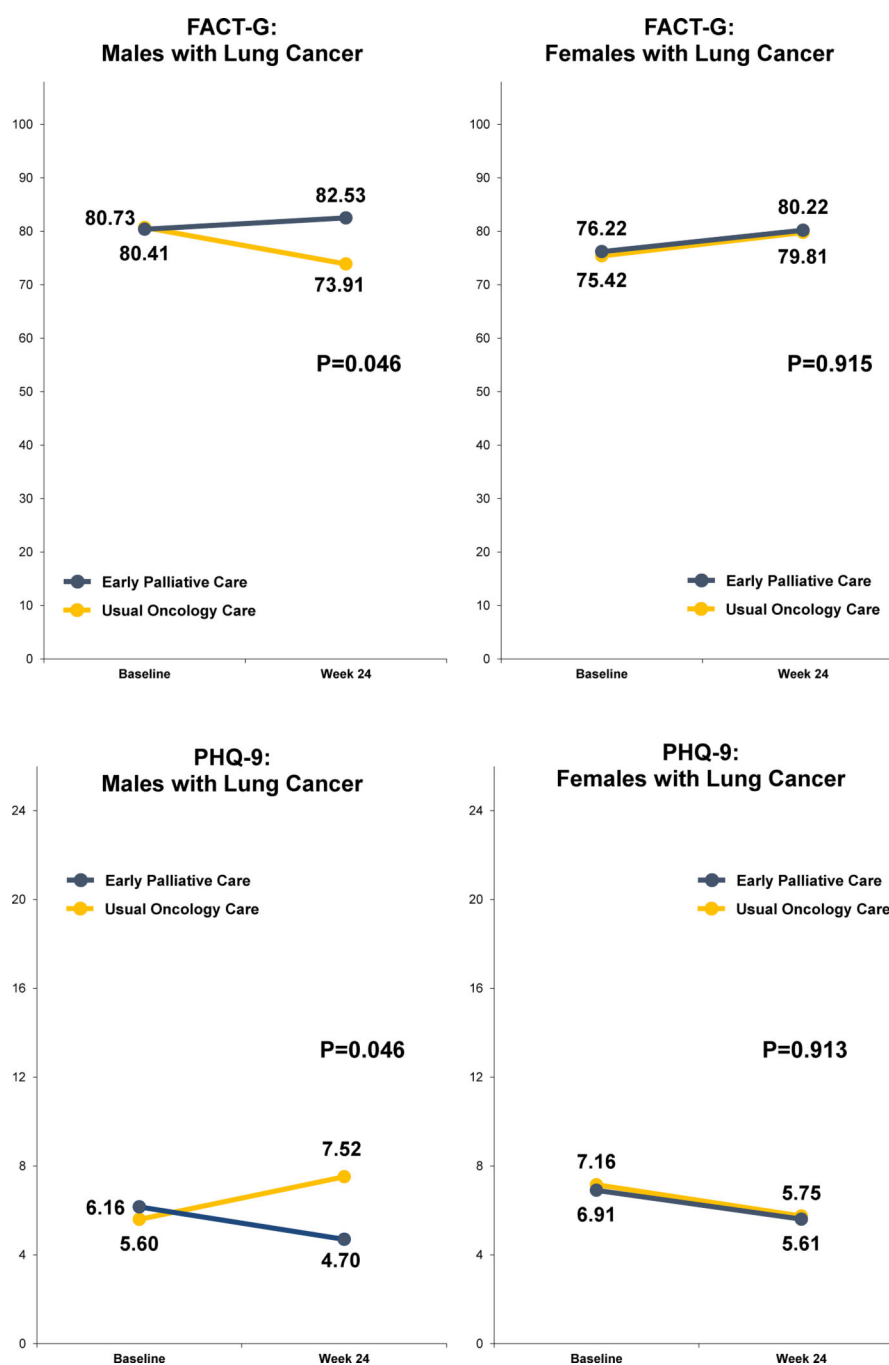 FACT-G:
Males with Lung Cancer
100
90
80
70
60
50
40
30
20
10
0
80.73
80.41
82.53
73.91
P=0.046
Early Palliative Care
Usual Oncology Care
Baseline
Week 24
FACT-G:
Females with Lung Cancer
100
90
80
70
60
50
40
30
20
10
0
76.22
75.42
80.22
79.81
P=0.915
Early Palliative Care
Usual Oncology Care
Baseline
Week 24
PHQ-9:
Males with Lung Cancer
24
20
16
12
8
4
0
Early Palliative Care
Usual Oncology Care
P=0.046
7.52
6.16
5.60
4.70
Baseline
Week 24
PHQ-9:
Females with Lung Cancer
24
20
16
12
8
4
0
Early Palliative Care
Usual Oncology Care
P=0.913
7.16
6.91
5.75
5.61
Baseline
Week 24